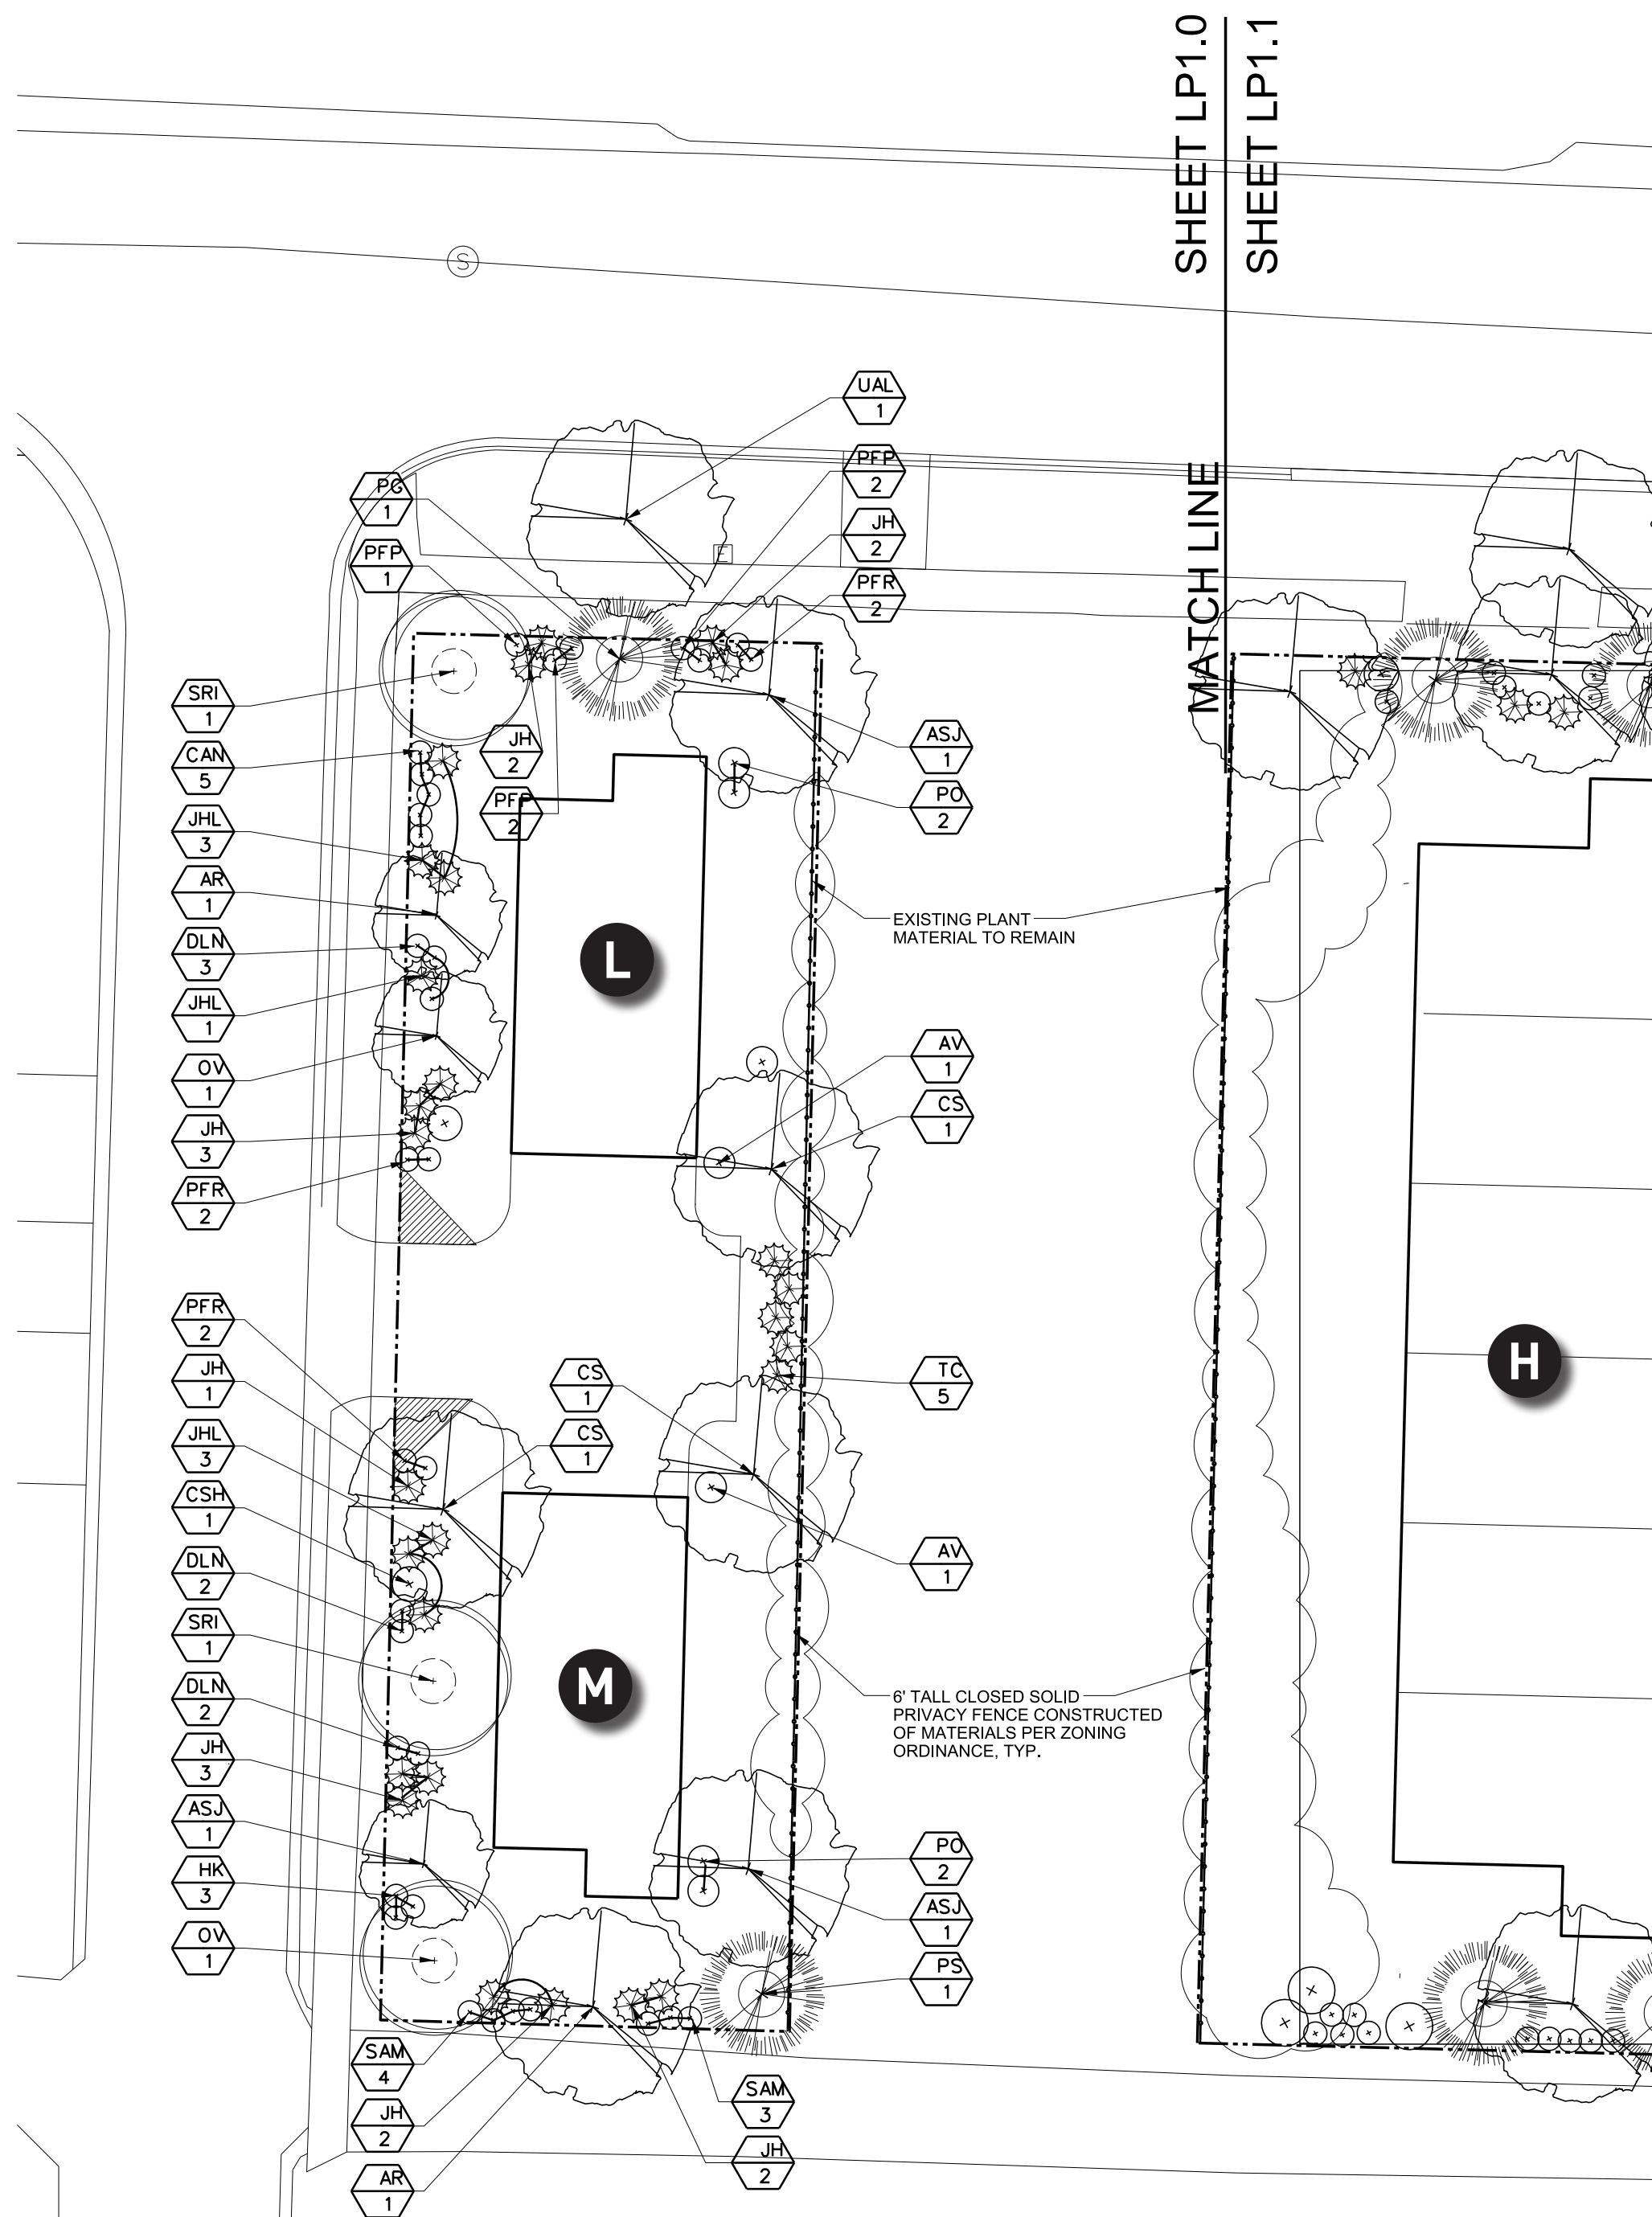 SHEET LP1.0
SHEET LP1.1
MATCH LINE
S
UAL
1
PG
1
PFP
2
PFP
1
JH
2
PFR
2
E
SRI
1
CAN
5
JHL
3
AR
1
DLN
3
JHL
1
OV
1
JH
3
PFR
2
JH
2
PFP
2
ASJ
1
PO
2
EXISTING PLANT
MATERIAL TO REMAIN
L
AV
1
CS
1
H
PFR
2
JH
1
JHL
3
CSH
1
DLN
2
SRI
1
DLN
2
JH
3
ASJ
1
HK
3
OV
1
CS
1
CS
1
TC
5
AV
1
M
6' TALL CLOSED SOLID
PRIVACY FENCE CONSTRUCTED
OF MATERIALS PER ZONING
ORDINANCE, TYP.
PO
2
ASJ
1
PS
1
SAM
4
JH
2
AR
1
SAM
3
JH
2